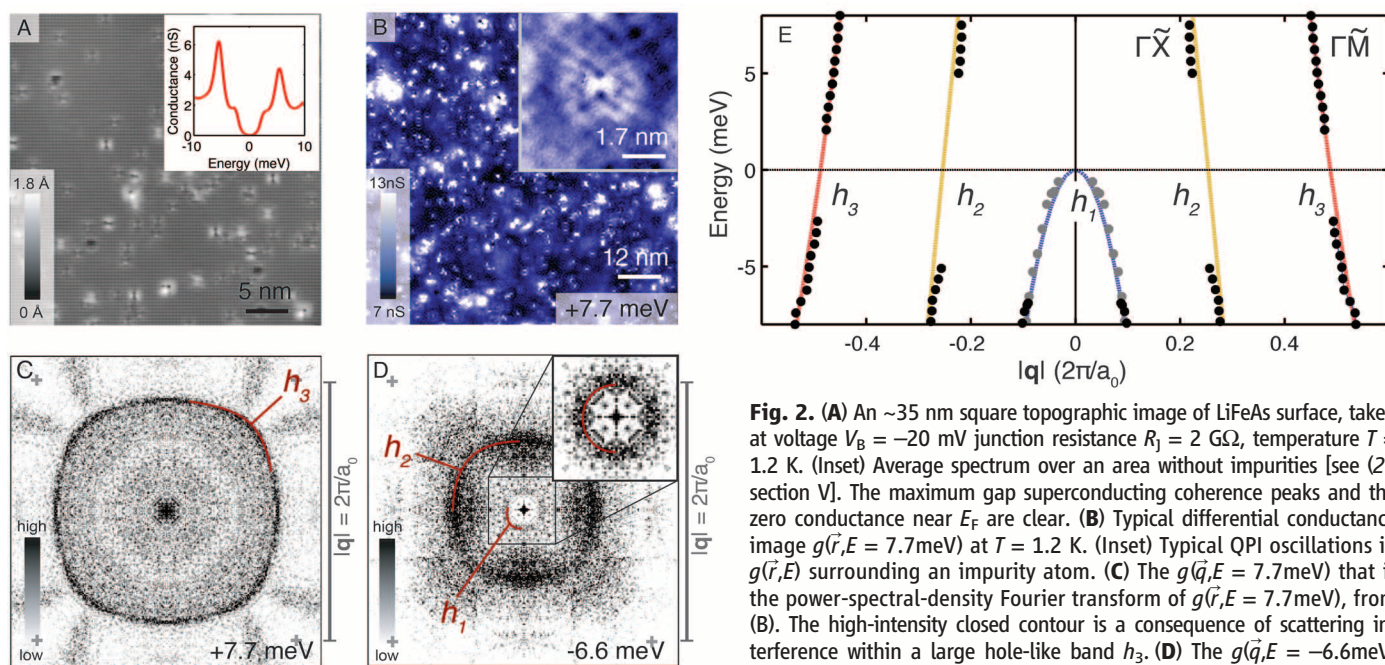 A
Conductance (nS)
6
4
2
0
-10
0
10
Energy (meV)
1.8 Å
0 Å
5 nm
B
1.7 nm
13nS
7 nS
12 nm
+7.7 meV
C
h3
high
low
+7.7 meV
|q| = 2π/a0
D
h2
h1
high
low
-6.6 meV
|q| = 2π/a0
E
ΓX̃
ΓM̃
Energy (meV)
5
0
-5
h3
h2
h1
h2
h3
-0.4
-0.2
0
0.2
0.4
|q| (2π/a0)
Fig. 2. (A) An ~35 nm square topographic image of LiFeAs surface, take
at voltage VB = −20 mV junction resistance RJ = 2 GΩ, temperature T =
1.2 K. (Inset) Average spectrum over an area without impurities [see (2
section V]. The maximum gap superconducting coherence peaks and th
zero conductance near EF are clear. (B) Typical differential conductanc
image g(r⃗,E = 7.7meV) at T = 1.2 K. (Inset) Typical QPI oscillations i
g(r⃗,E) surrounding an impurity atom. (C) The g(q⃗,E = 7.7meV) that i
the power-spectral-density Fourier transform of g(r⃗,E = 7.7meV), fron
(B). The high-intensity closed contour is a consequence of scattering in
terference within a large hole-like band h3. (D) The g(q⃗,E = −6.6meV